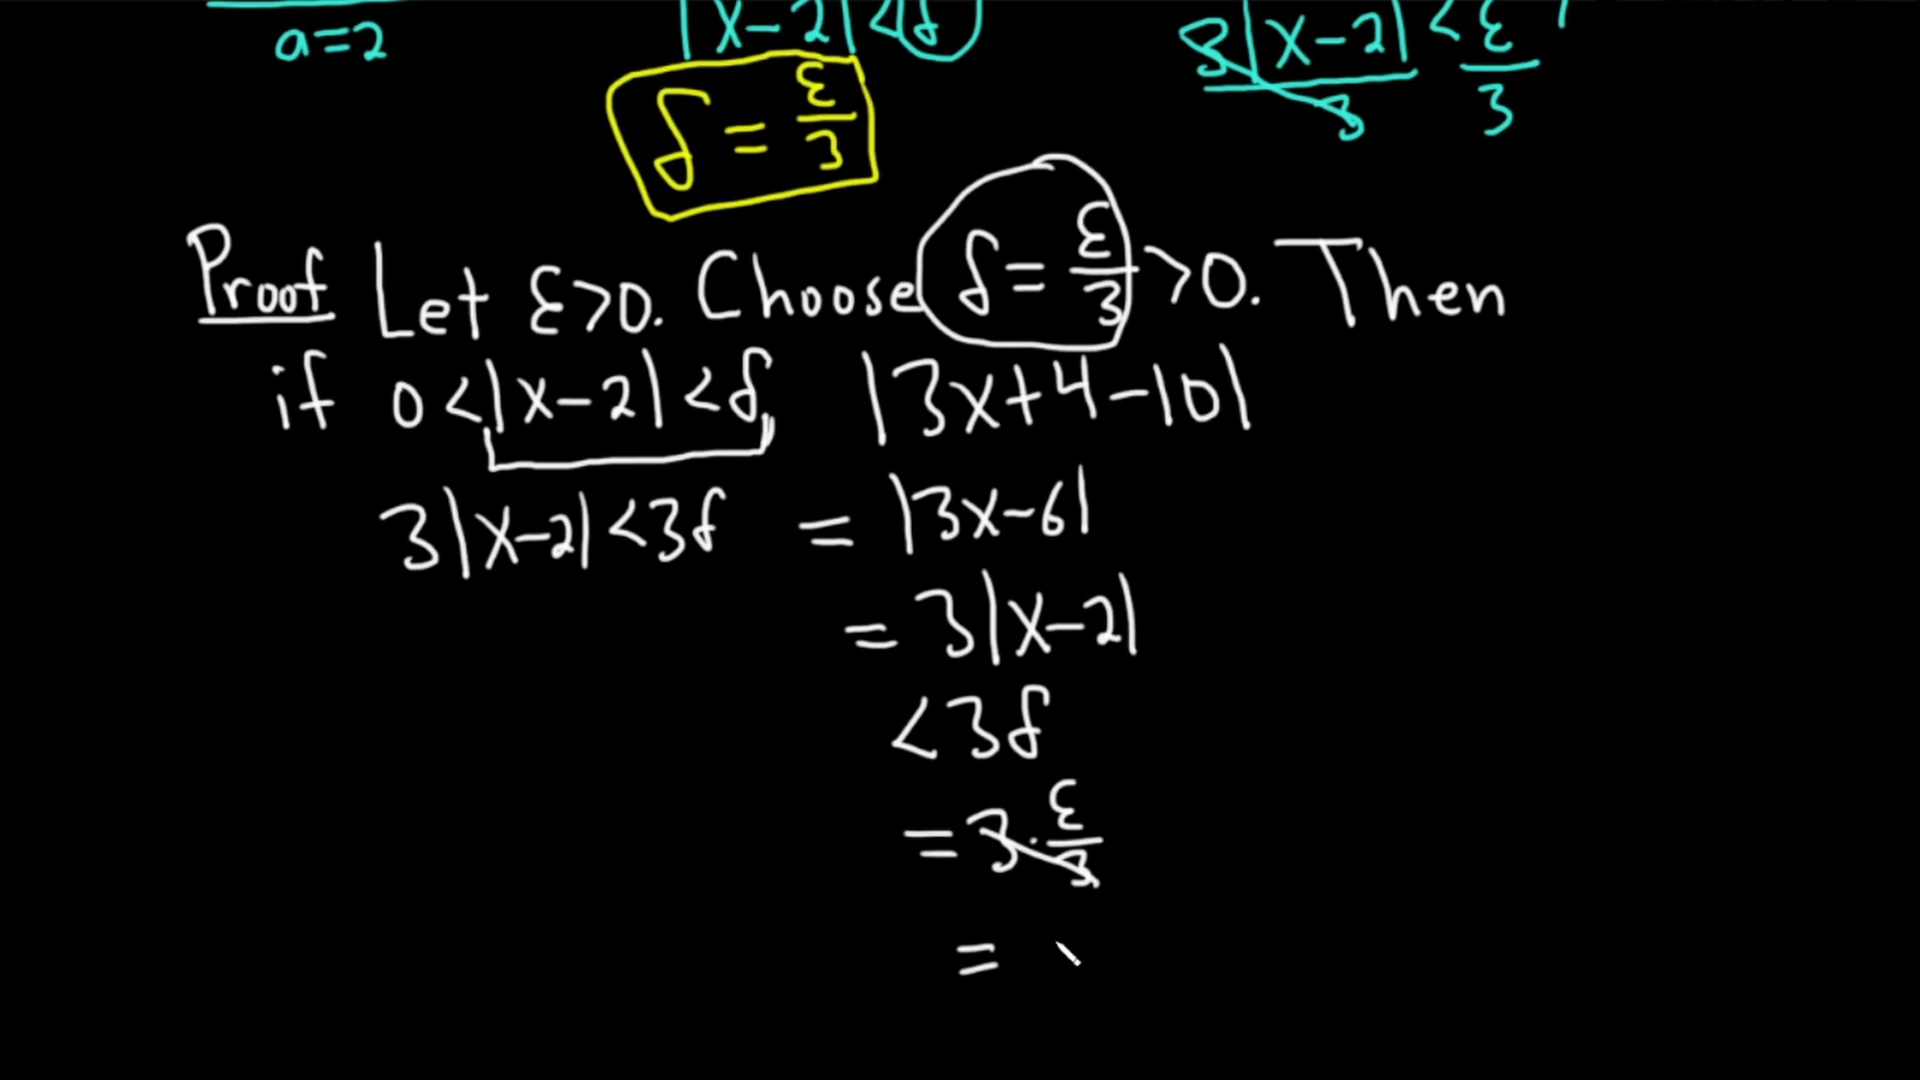 a=2
|x-2|<δ
3|x-2|/3 < ε/3
δ = ε/3
Proof Let ε>0. Choose δ = ε/3 >0. Then
if 0<|x-2|<δ, |3x+4-10|
3|x-2|<3δ = |3x-6|
= 3|x-2|
<3δ
= 3·ε/3
=